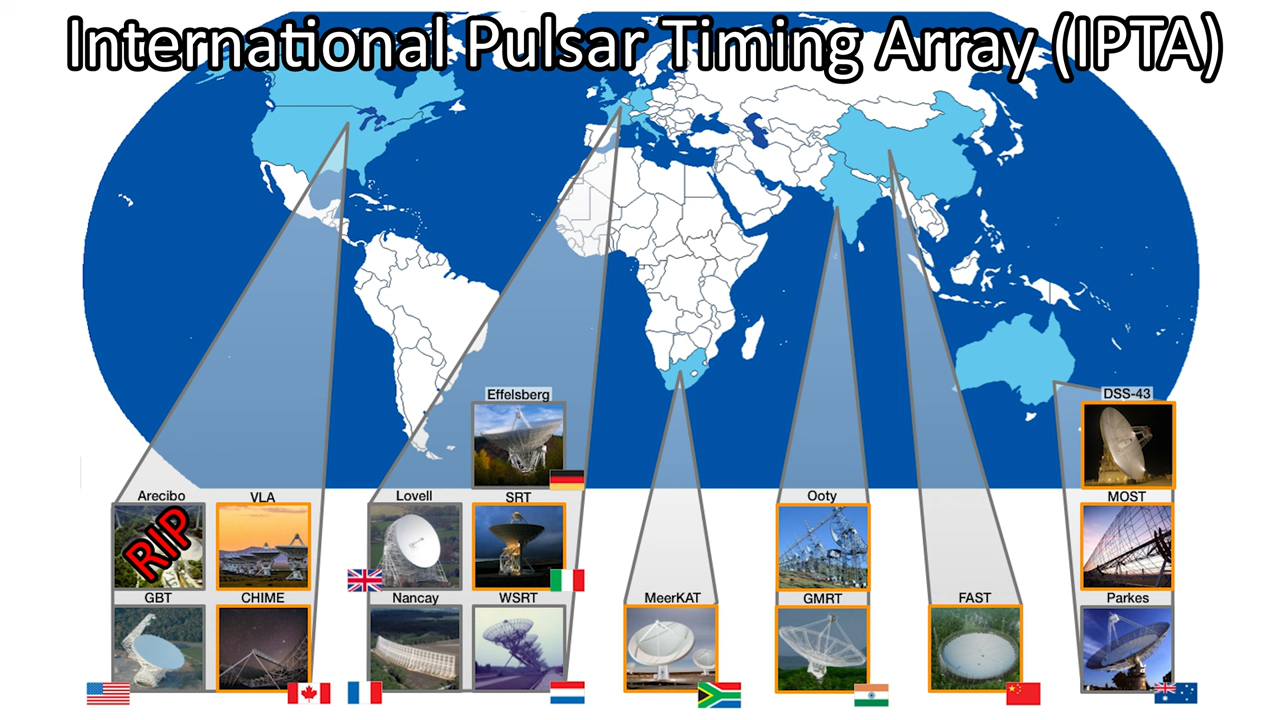 International Pulsar Timing Array (IPTA)
Effelsberg
DSS-43
Arecibo
VLA
Lovell
SRT
Ooty
MOST
RIP
GBT
CHIME
Nancay
WSRT
MeerKAT
GMRT
FAST
Parkes